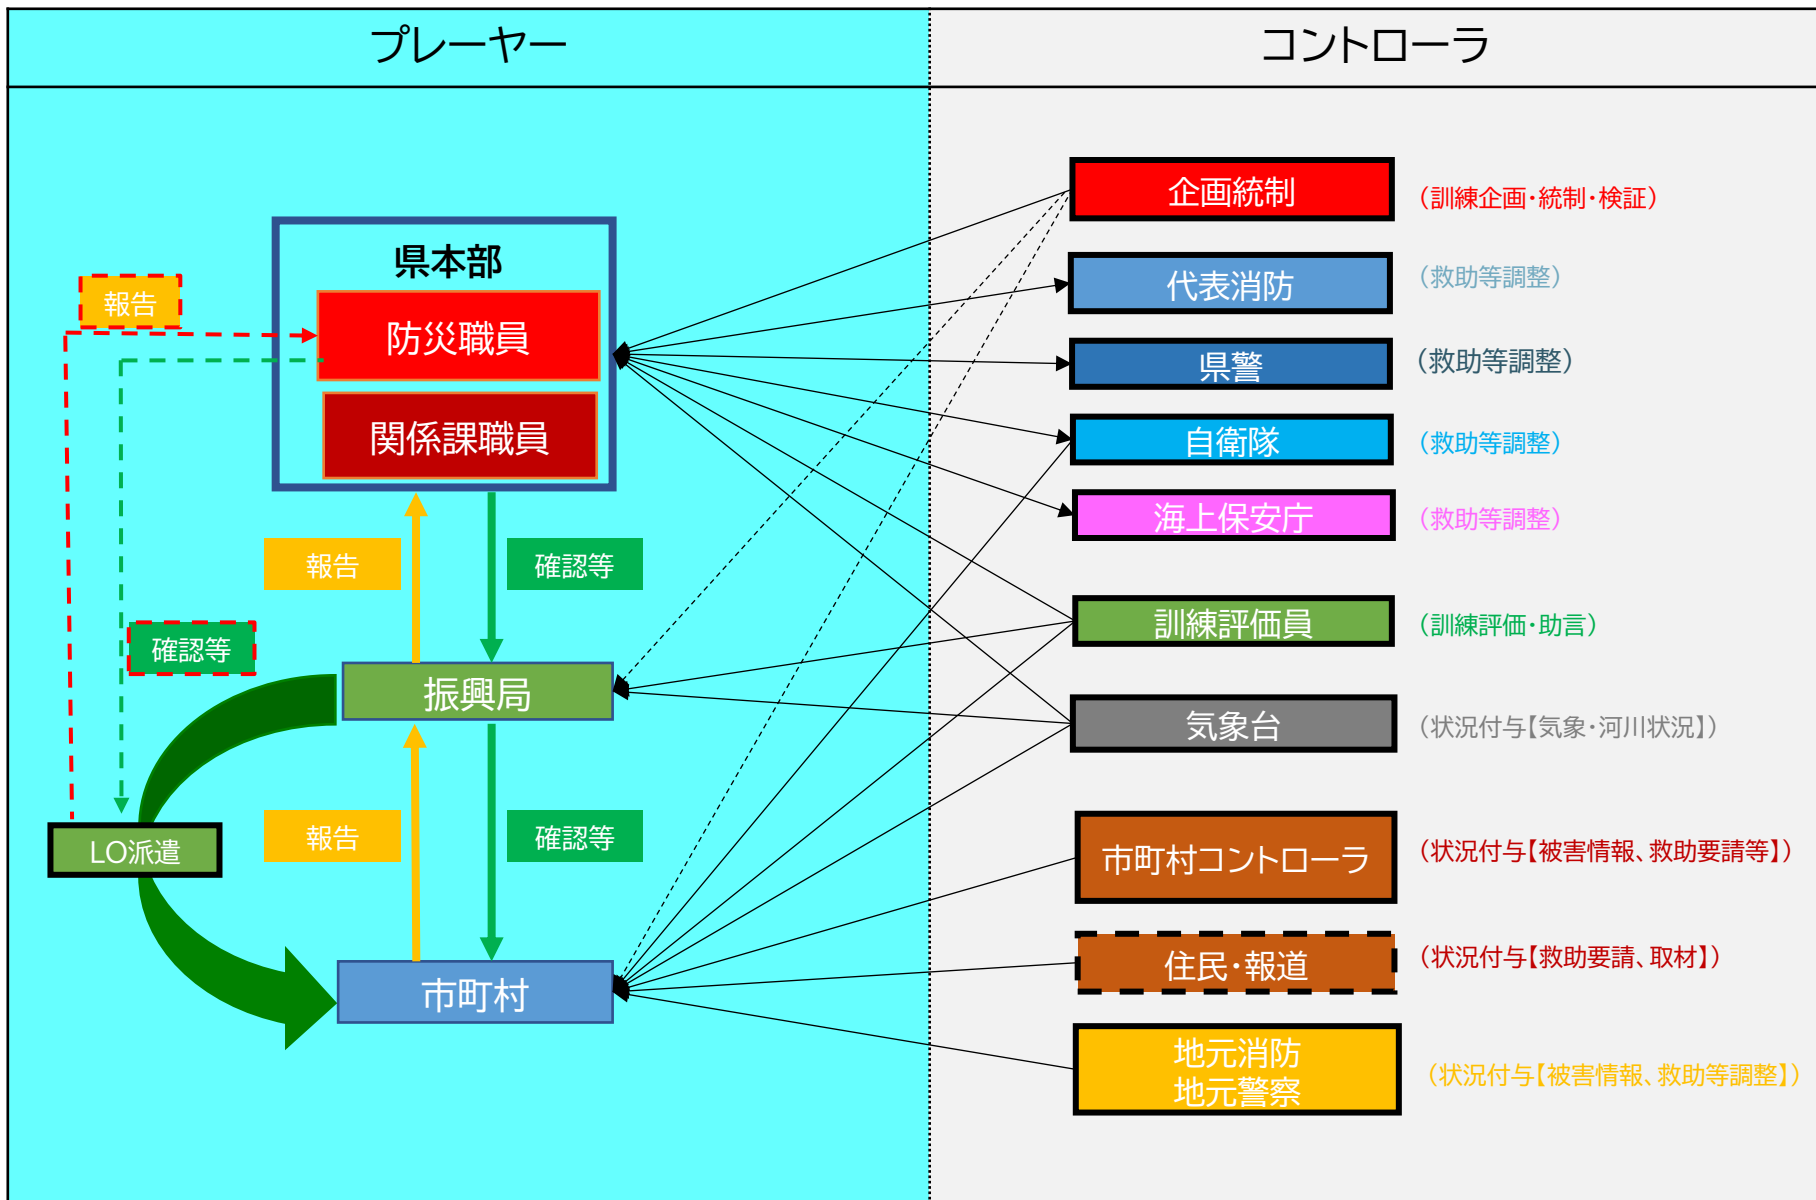 プレーヤー
コントローラ
県本部
防災職員
関係課職員
報告
確認等
報告
確認等
振興局
LO派遣
報告
確認等
市町村
企画統制
（訓練企画・統制・検証）
代表消防
（救助等調整）
県警
（救助等調整）
自衛隊
（救助等調整）
海上保安庁
（救助等調整）
訓練評価員
（訓練評価・助言）
気象台
（状況付与【気象・河川状況】）
市町村コントローラ
（状況付与【被害情報、救助要請等】）
住民・報道
（状況付与【救助要請、取材】）
地元消防
地元警察
（状況付与【被害情報、救助等調整】）